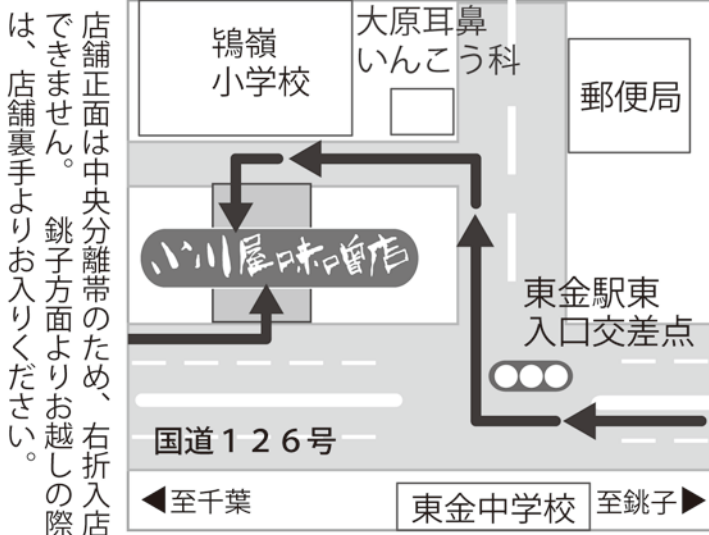 店舗正面は中央分離帯のため、右折入店
できません。　銚子方面よりお越しの際
は、店舗裏手よりお入りください。
鴇嶺
小学校
大原耳鼻
いんこう科
郵便局
小川屋味噌店
東金駅東
入口交差点
国道１２６号
◀至千葉
東金中学校
至銚子▶